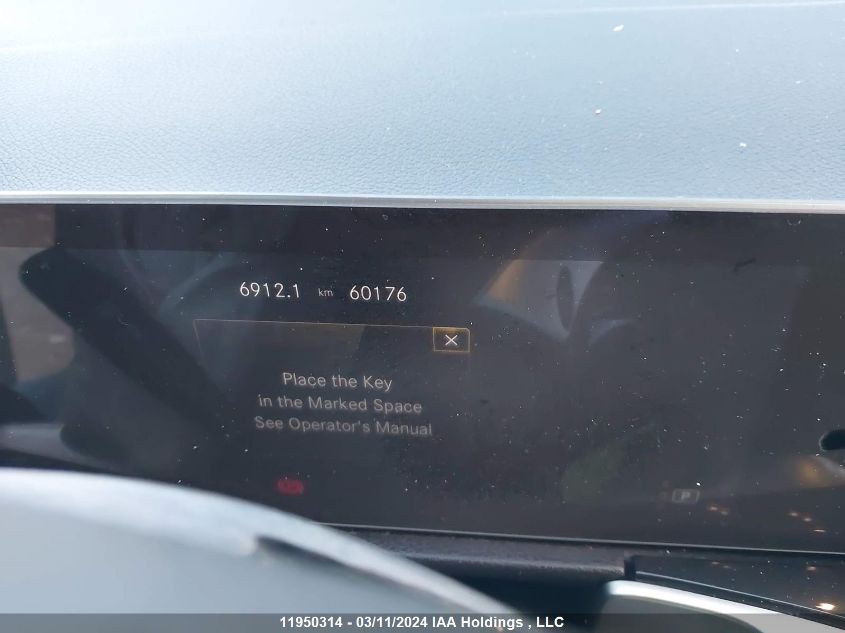 6912.1 km 60176
Place the Key
in the Marked Space
See Operator's Manual
P
11950314 - 03/11/2024 IAA Holdings , LLC